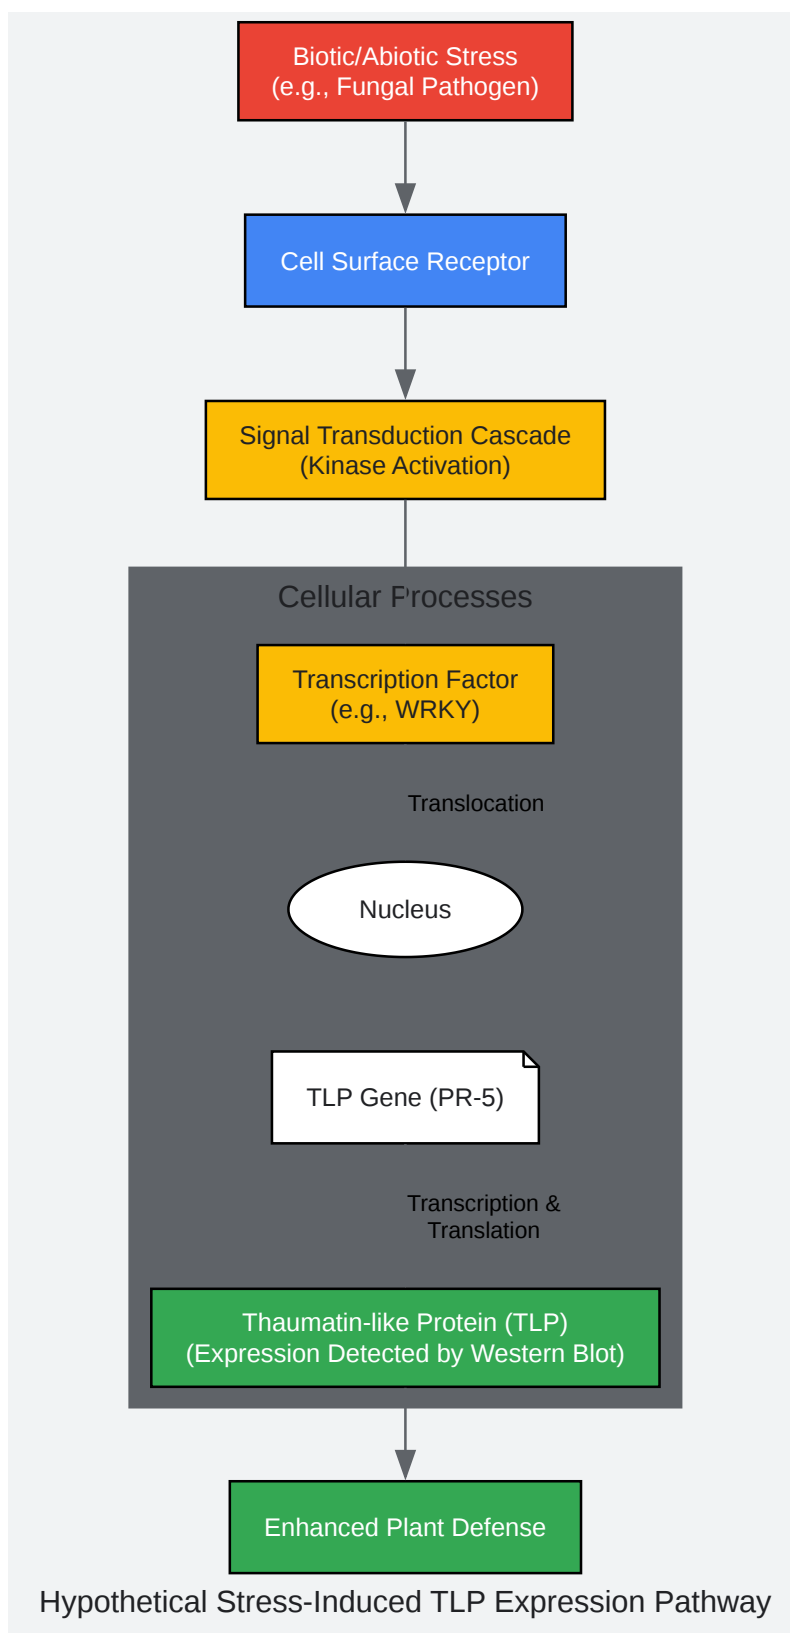 Biotic/Abiotic Stress
(e.g., Fungal Pathogen)
Cell Surface Receptor
Signal Transduction Cascade
(Kinase Activation)
Cellular Processes
Transcription Factor
(e.g., WRKY)
Translocation
Nucleus
TLP Gene (PR-5)
Transcription &
Translation
Thaumatin-like Protein (TLP)
(Expression Detected by Western Blot)
Enhanced Plant Defense
Hypothetical Stress-Induced TLP Expression Pathway